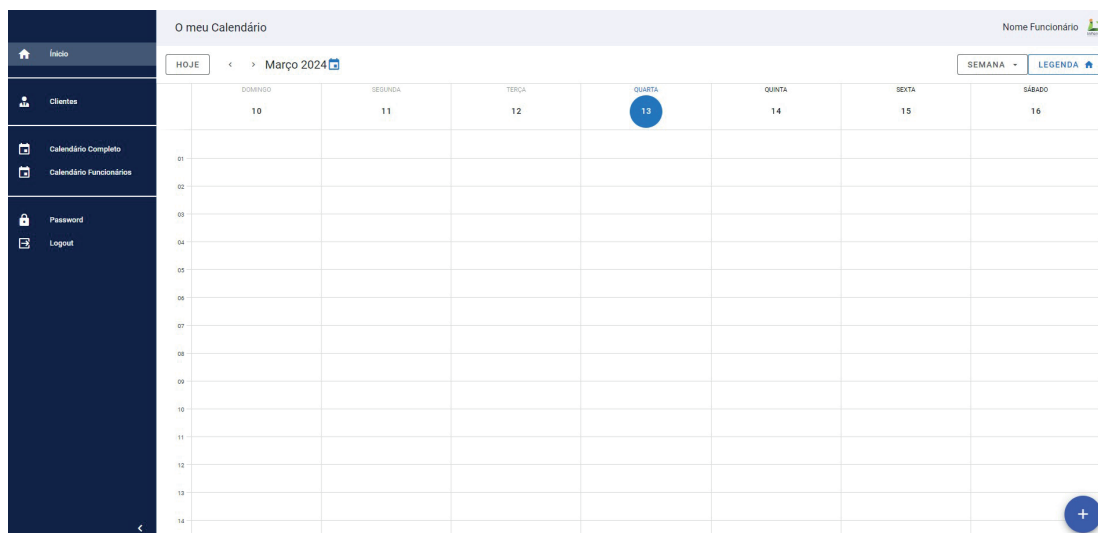 O meu Calendário
Nome Funcionário
Ínicio
HOJE
Março 2024
SEMANA
LEGENDA
Clientes
Calendário Completo
Calendário Funcionários
Password
Logout
DOMINGO SEGUNDA TERÇA QUARTA QUINTA SEXTA SÁBADO
10 11 12 13 14 15 16
01
02
03
04
05
06
07
08
09
10
11
12
13
14